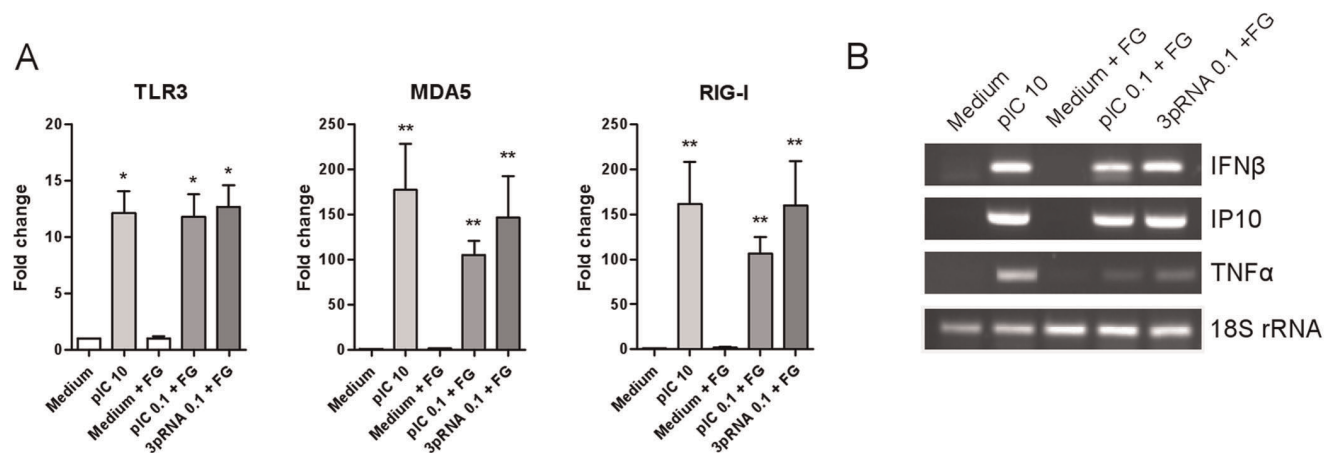 A
TLR3
Fold change
20
15
10
5
0
*
*
*
Medium
pIC 10
Medium + FG
pIC 0.1 + FG
3pRNA 0.1 + FG
MDA5
Fold change
250
200
150
100
50
0
**
**
**
Medium
pIC 10
Medium + FG
pIC 0.1 + FG
3pRNA 0.1 + FG
RIG-I
Fold change
250
200
150
100
50
0
**
**
**
Medium
pIC 10
Medium + FG
pIC 0.1 + FG
3pRNA 0.1 + FG
B
Medium
pIC 10
Medium + FG
pIC 0.1 + FG
3pRNA 0.1 +FG
IFNβ
IP10
TNFα
18S rRNA